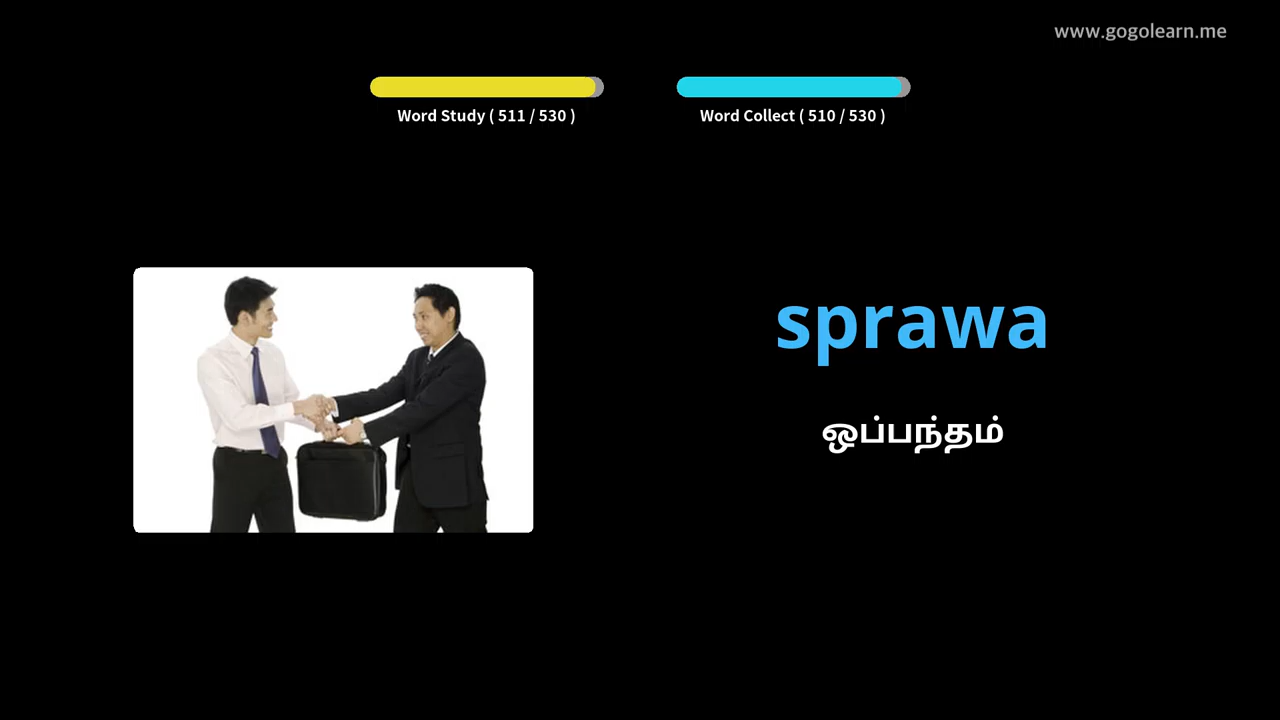 www.gogolearn.me
Word Study ( 511 / 530 )
Word Collect ( 510 / 530 )
sprawa
ஒப்பந்தம்